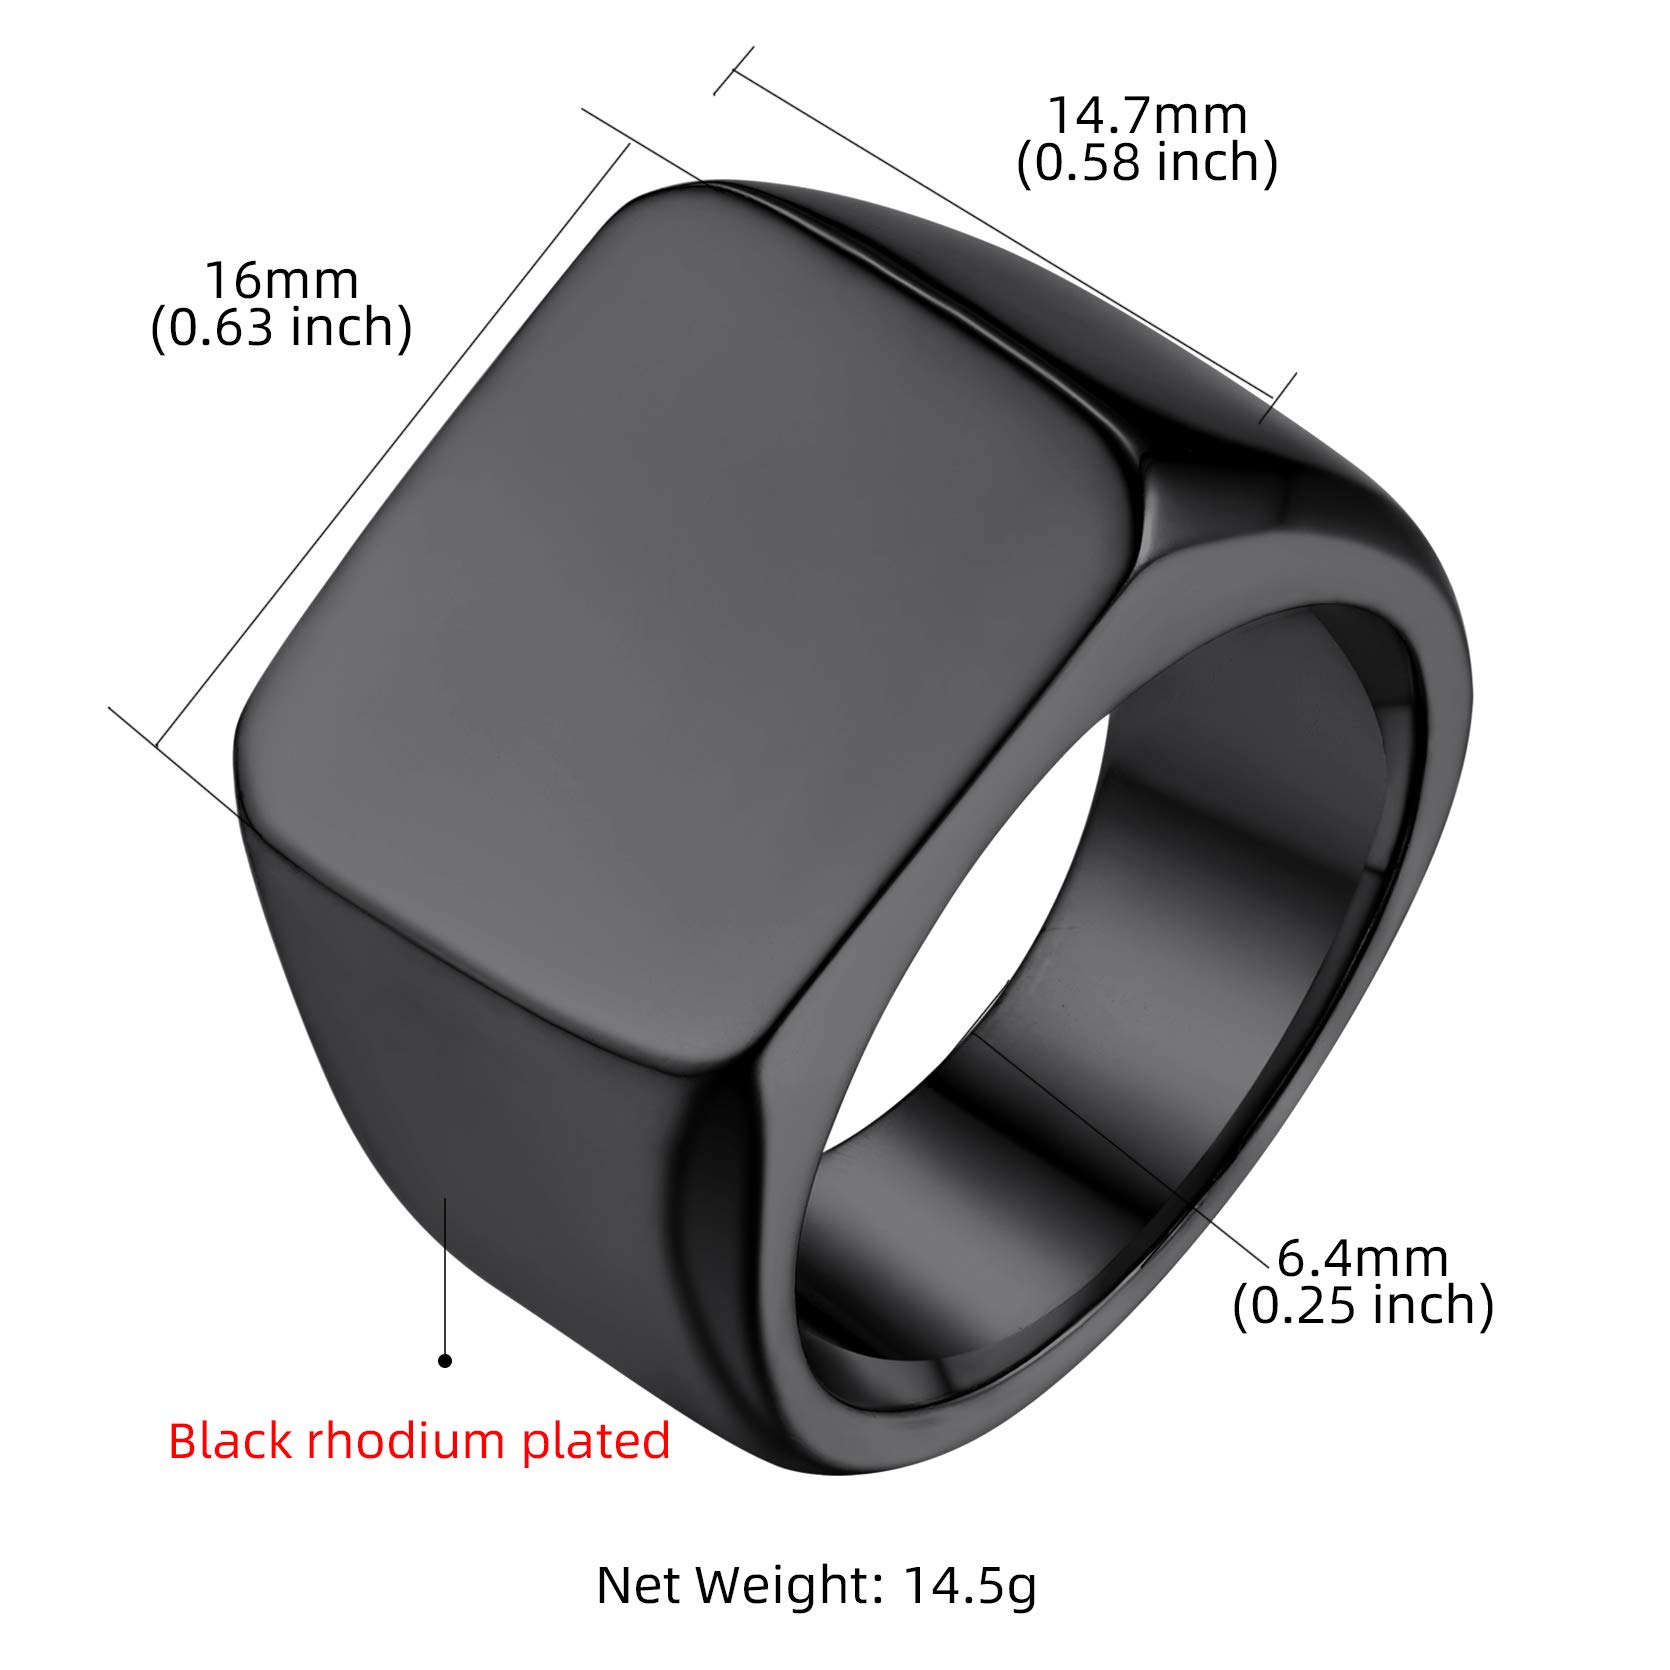 14.7mm
(0.58 inch)
16mm
(0.63 inch)
6.4mm
(0.25 inch)
Black rhodium plated
Net Weight: 14.5g